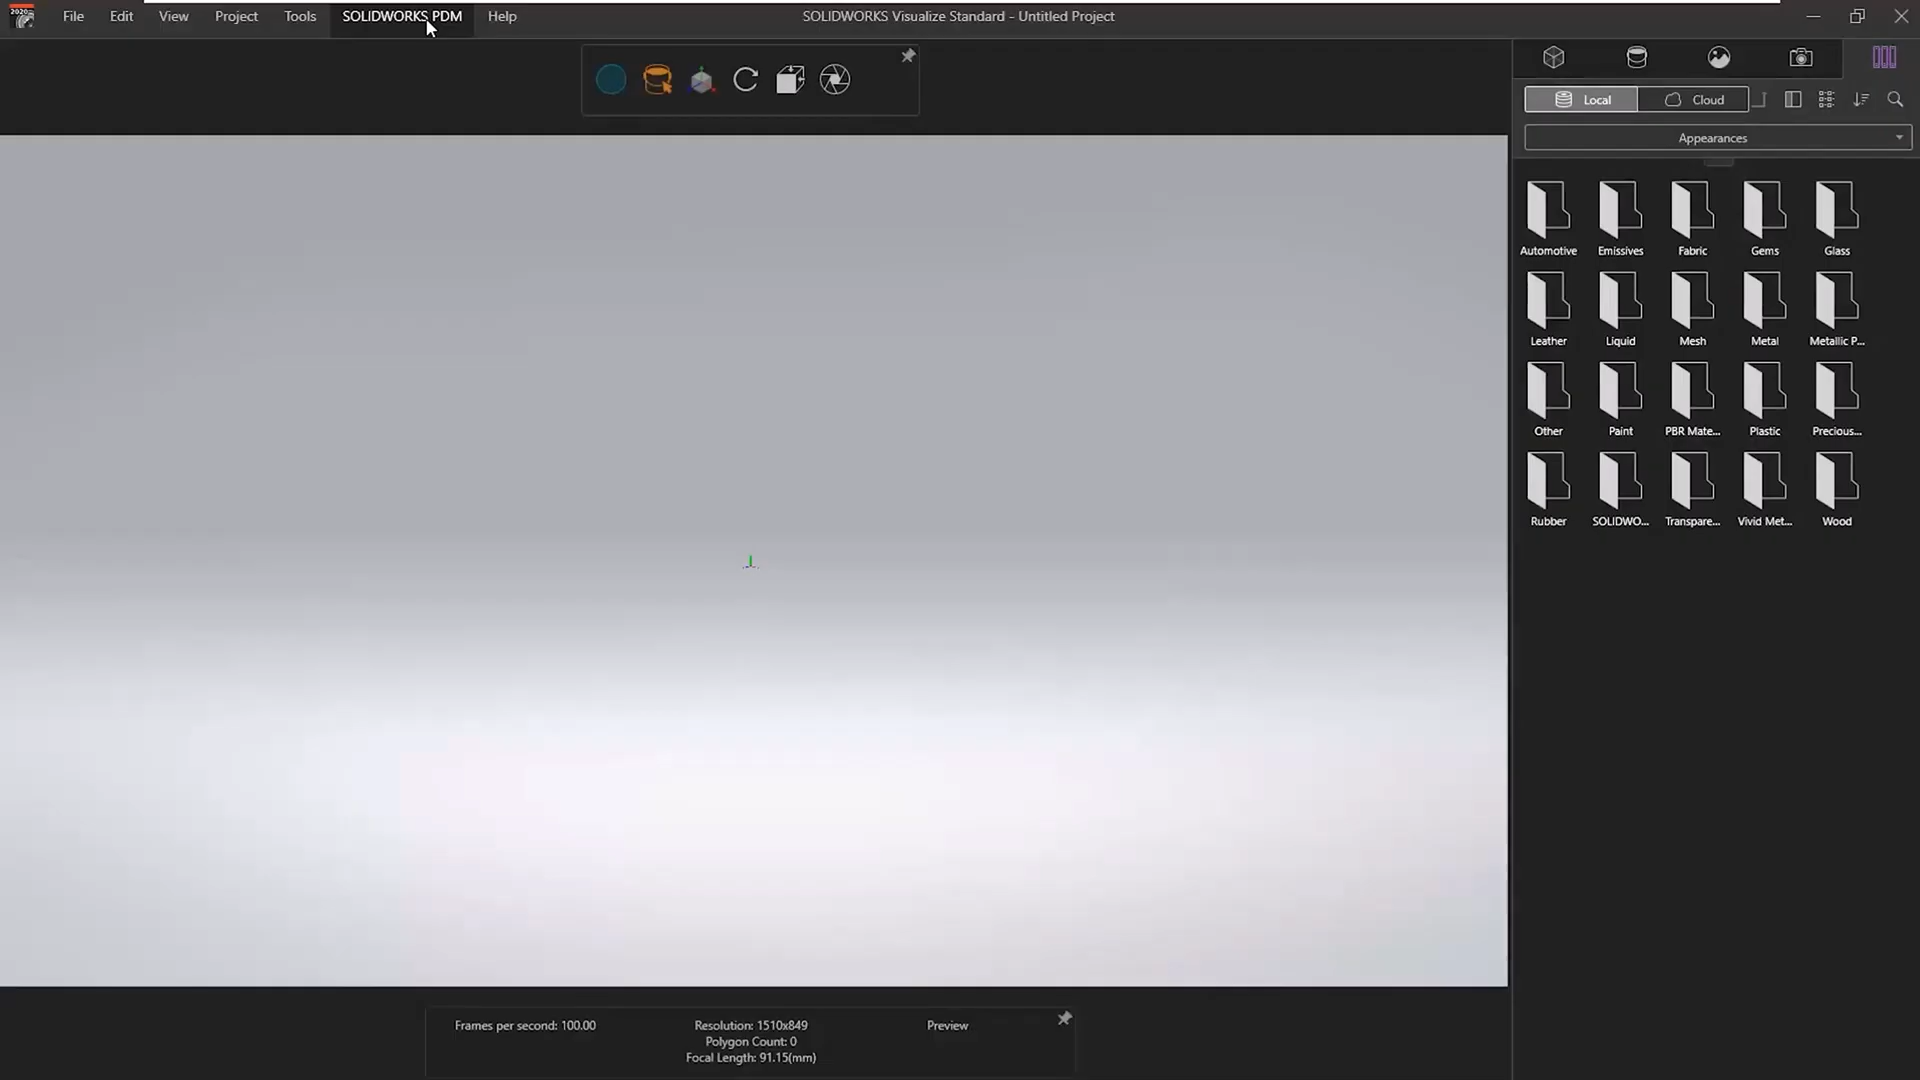 2020
File Edit View Project Tools SOLIDWORKS PDM Help
SOLIDWORKS Visualize Standard - Untitled Project
Local Cloud
Appearances
Automotive Emissives Fabric Gems Glass
Leather Liquid Mesh Metal Metallic P...
Other Paint PBR Mate... Plastic Precious...
Rubber SOLIDWO... Transpare... Vivid Met... Wood
Frames per second: 100.00
Resolution: 1510x849
Preview
Polygon Count: 0
Focal Length: 91.15(mm)